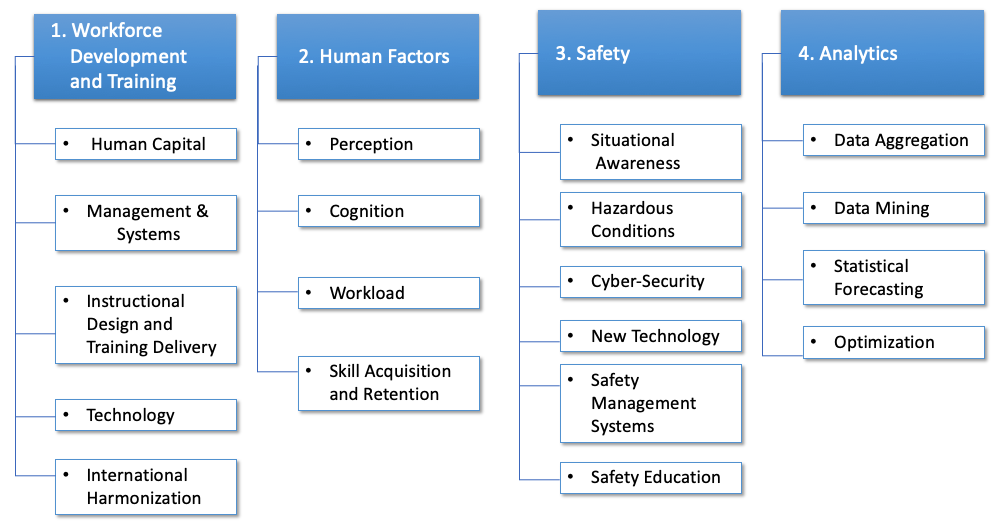 1. Workforce
Development
and Training
• Human Capital
• Management &
Systems
• Instructional
Design and
Training Delivery
• Technology
• International
Harmonization
2. Human Factors
• Perception
• Cognition
• Workload
• Skill Acquisition
and Retention
3. Safety
• Situational
Awareness
• Hazardous
Conditions
• Cyber-Security
• New Technology
• Safety
Management
Systems
• Safety Education
4. Analytics
• Data Aggregation
• Data Mining
• Statistical
Forecasting
• Optimization